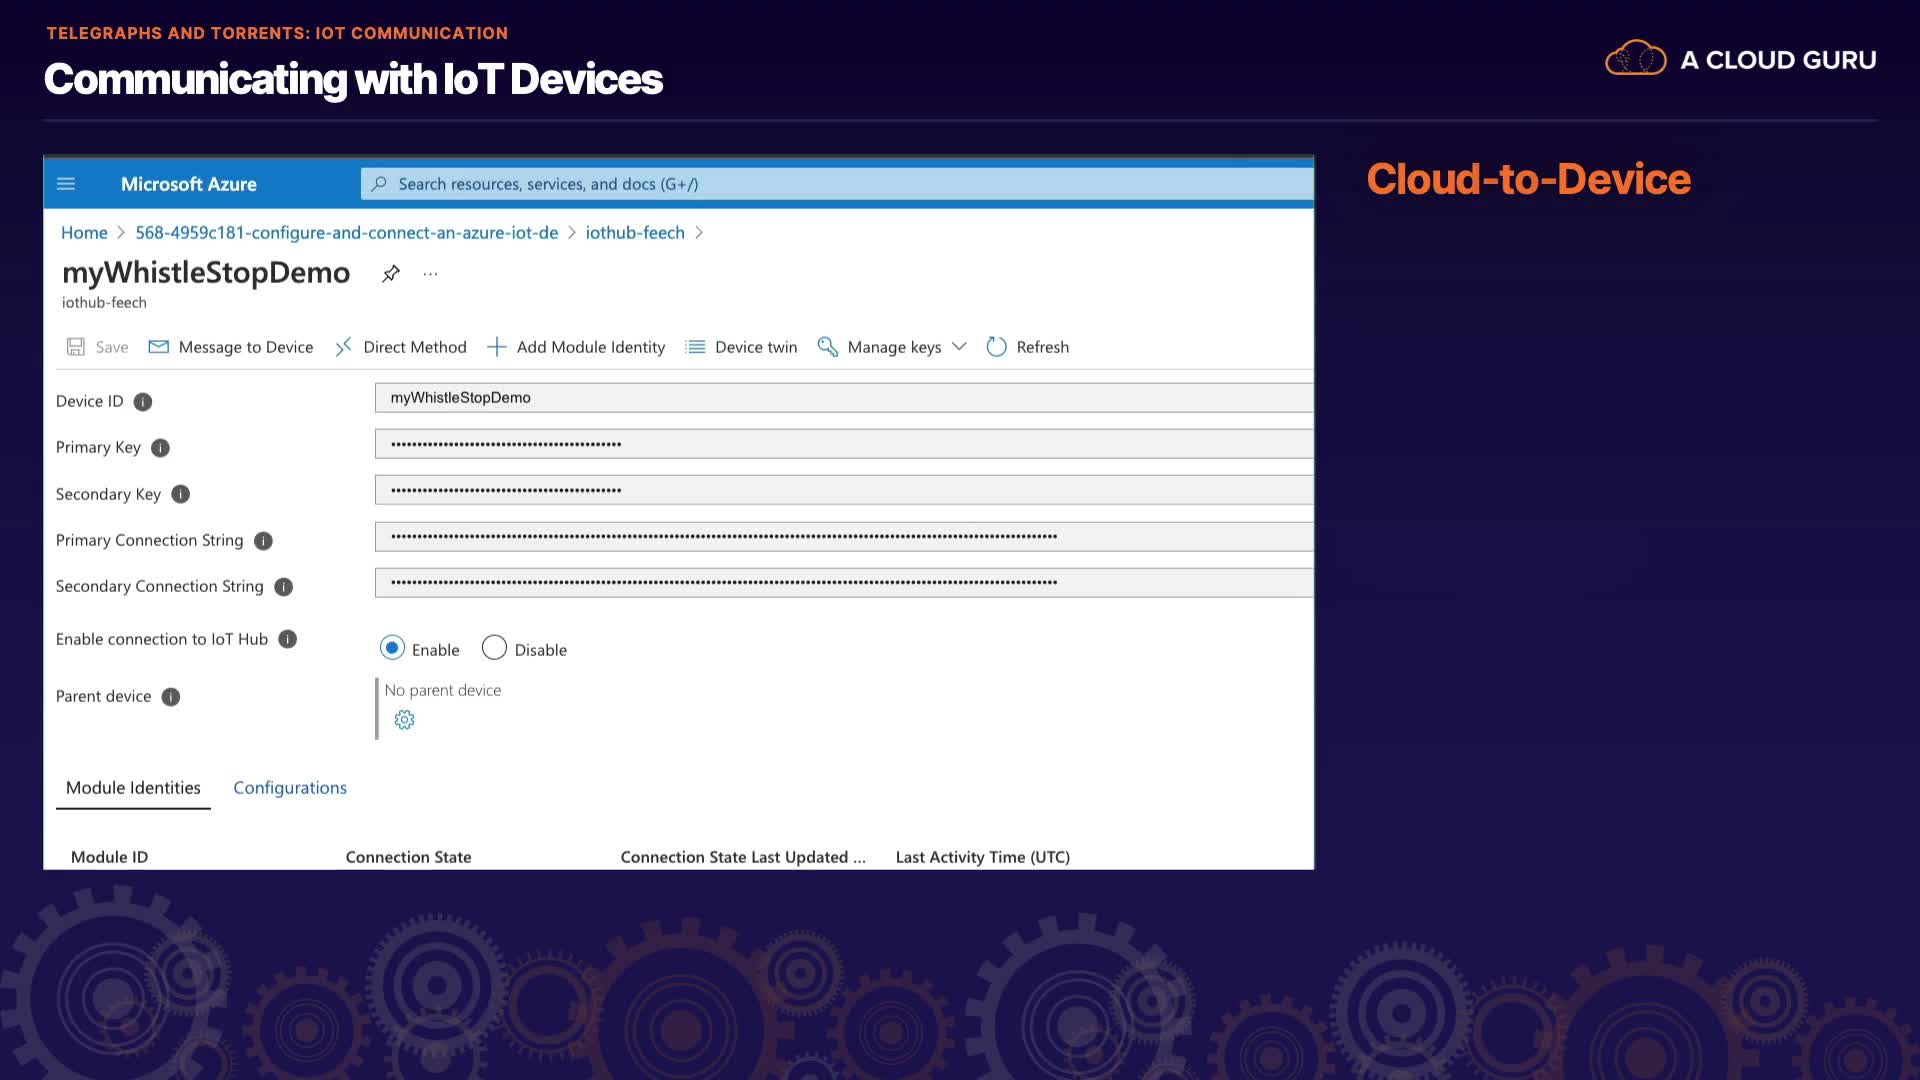 TELEGRAPHS AND TORRENTS: IOT COMMUNICATION
Communicating with IoT Devices
A CLOUD GURU
Microsoft Azure
Search resources, services, and docs (G+/)
Cloud-to-Device
Home > 568-4959c181-configure-and-connect-an-azure-iot-de > iothub-feech >
myWhistleStopDemo ...
iothub-feech
Save Message to Device Direct Method Add Module Identity Device twin Manage keys Refresh
Device ID myWhistleStopDemo
Primary Key
Secondary Key
Primary Connection String
Secondary Connection String
Enable connection to IoT Hub Enable Disable
Parent device No parent device
Module Identities Configurations
Module ID Connection State Connection State Last Updated ... Last Activity Time (UTC)